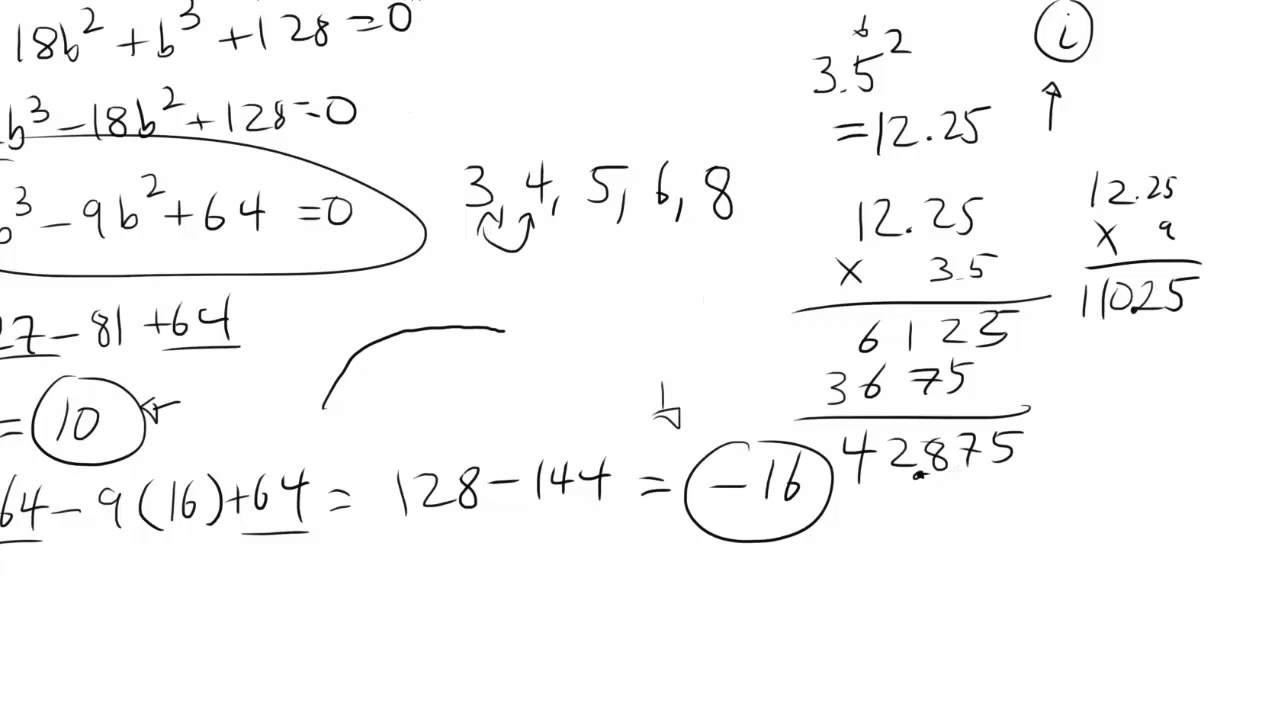 18b² + b³ + 128 = 0
b³ - 18b² + 128 = 0
b³ - 9b² + 64 = 0
27 - 81 + 64
= 10
64 - 9(16) + 64 = 128 - 144 = -16
3, 4, 5, 6, 8
3.5²
= 12.25
12.25
x 3.5
6125
3675
42.875
i
12.25
x 9
110.25